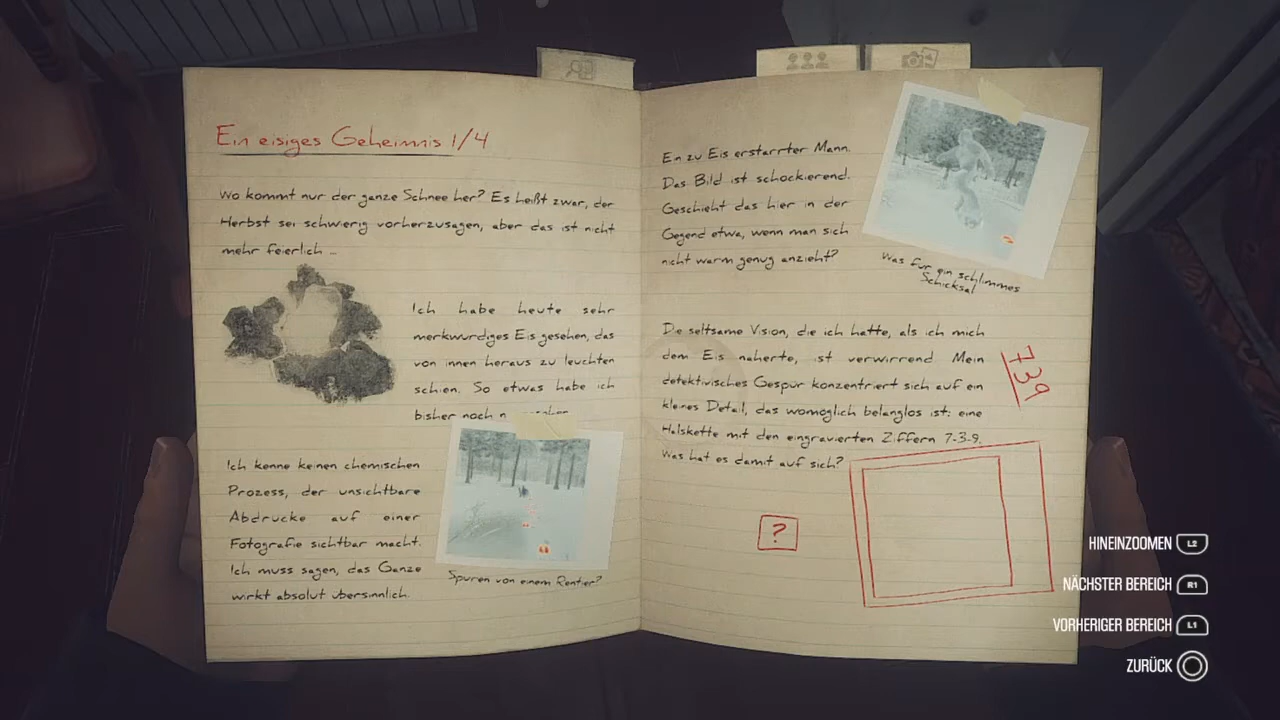 Ein eisiges Geheimnis 1/4
Wo kommt nur der ganze Schnee her? Es heißt zwar, der
Herbst sei schwierig vorherzusagen, aber das ist nicht
mehr feierlich ...
Ich habe heute sehr
merkwurdiges Eis gesehen, das
von innen heraus zu leuchten
schien. So etwas habe ich
bisher noch
Ich kenne keinen chemischen
Prozess, der unsichtbare
Abdrucke auf einer
Fotografie sichtbar macht.
Ich muss sagen, das Ganze
wirkt absolut ubersinnlich.
Spuren von einem Rentier?
Ein zu Eis erstarrter Mann.
Das Bild ist schockierend.
Geschieht das hier in der
Gegend etwa, wenn man sich
nicht warm genug anzieht?
Was fur ein schlimmes
Schicksal
Die seltsame Vision, die ich hatte, als ich mich
dem Eis naherte, ist verwirrend Mein
detektivisches Gespur konzentriert sich auf ein
kleines Detail, das womoglich belanglos ist: eine
Halskette mit den eingravierten Ziffern 7-3-9.
Was hat es damit auf sich?
739
?
HINEINZOOMEN L2
NÄCHSTER BEREICH R1
VORHERIGER BEREICH L1
ZURÜCK